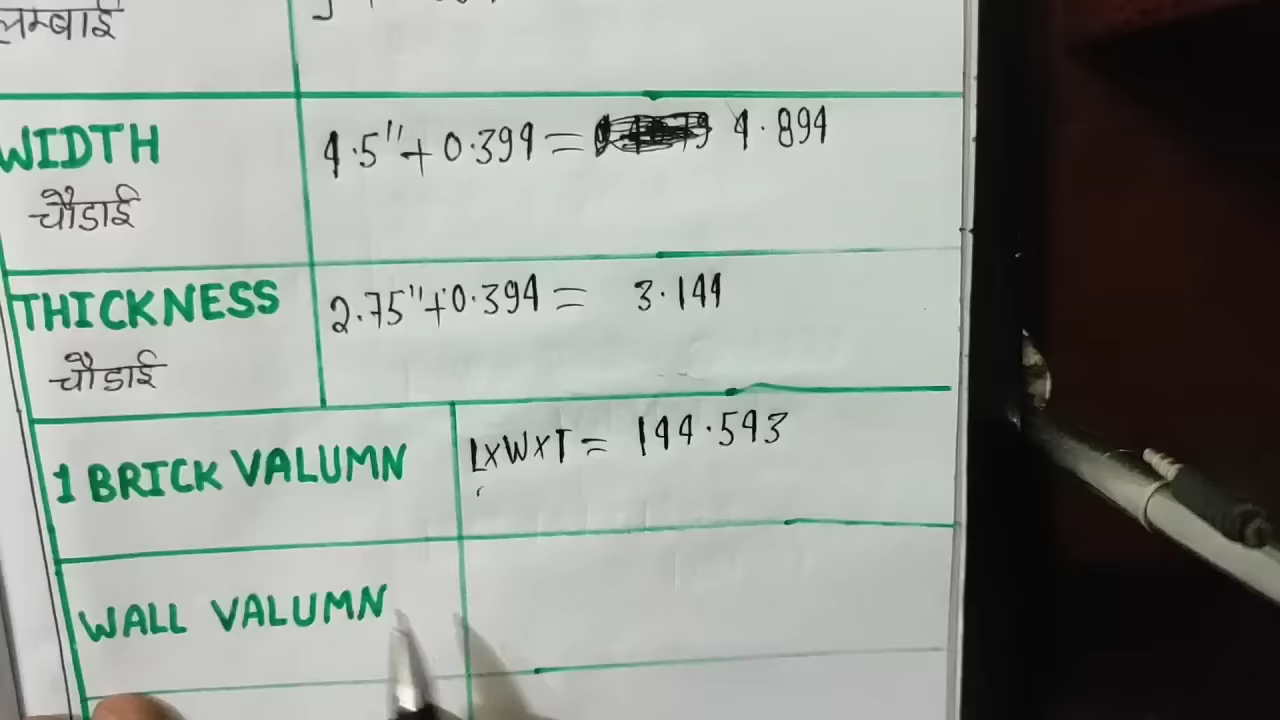 लम्बाई
WIDTH
4.5"+0.394= 4.894
चौडाई
THICKNESS
2.75"+0.394= 3.144
चौडाई
1 BRICK VALUMN
LXWXT= 144.543
WALL VALUMN